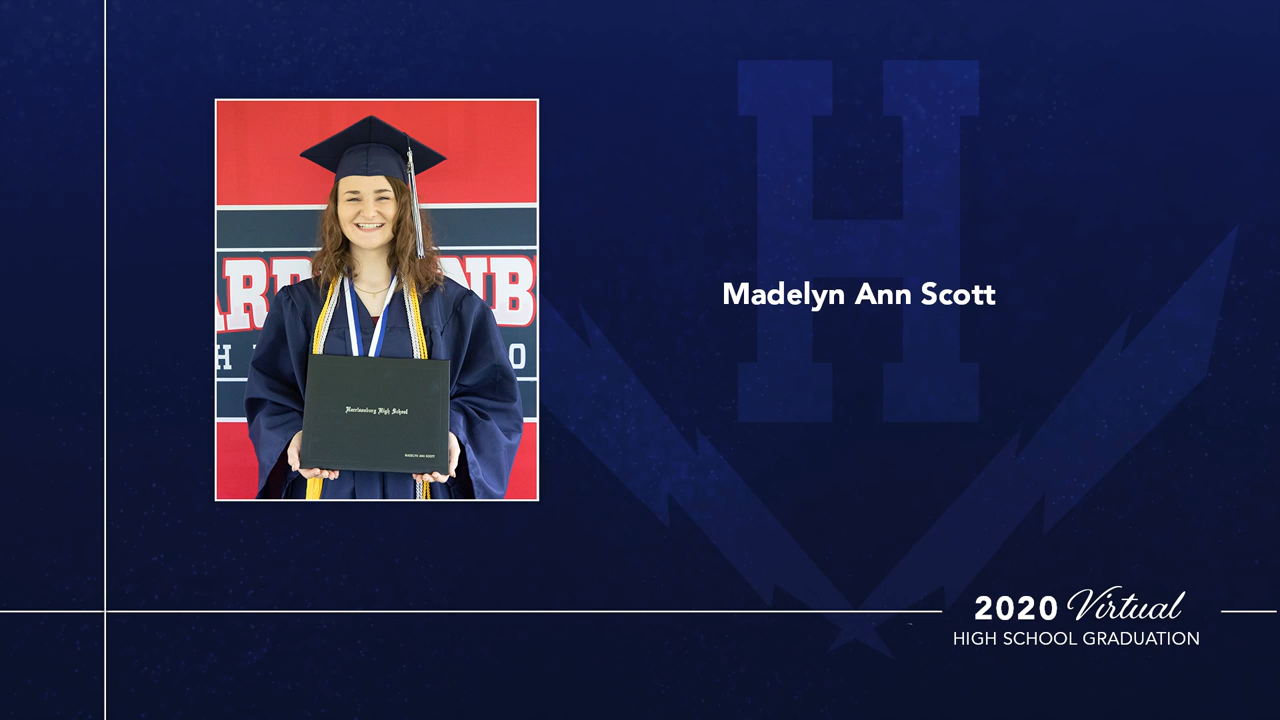 H
Madelyn Ann Scott
Harrisonburg High School
MADELYN ANN SCOTT
2020 Virtual
HIGH SCHOOL GRADUATION